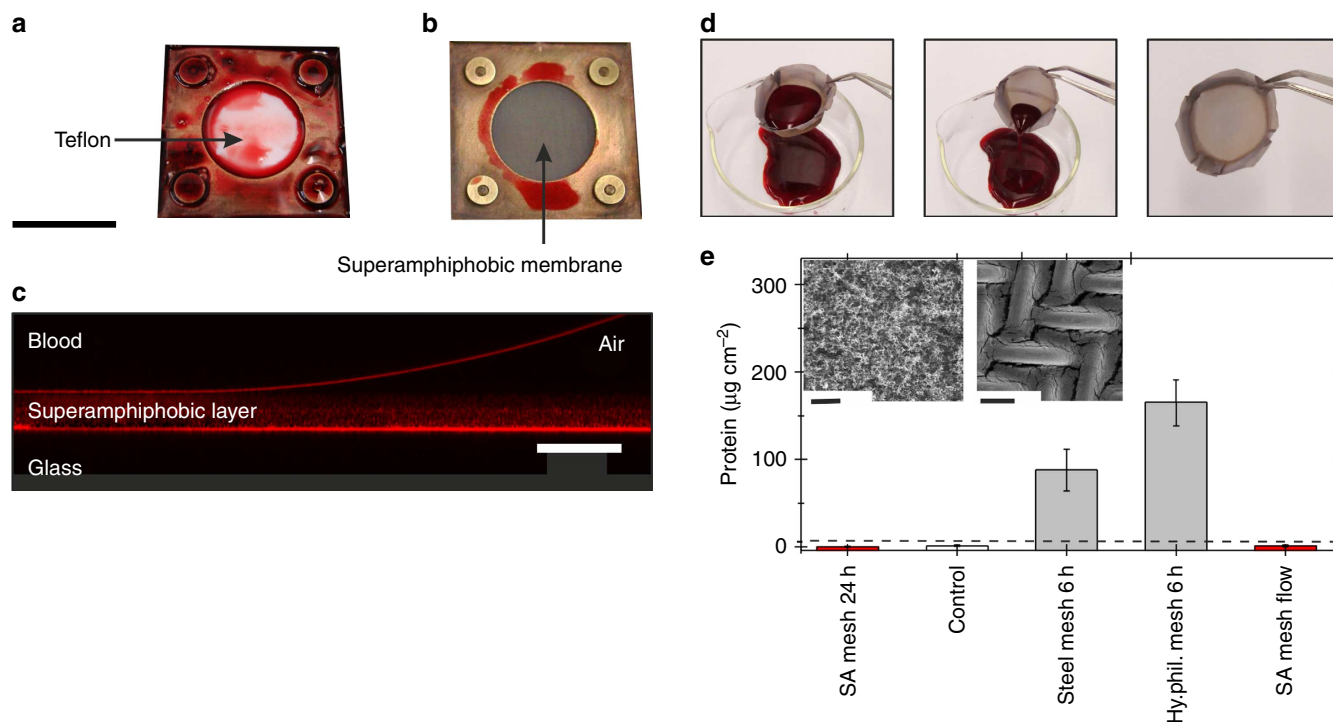 a
Teflon
b
Superamphiphobic membrane
c
Blood
Air
Superamphiphobic layer
Glass
d
e
Protein (µg cm⁻²)
300
200
100
0
SA mesh 24 h
Control
Steel mesh 6 h
Hy.phil. mesh 6 h
SA mesh flow